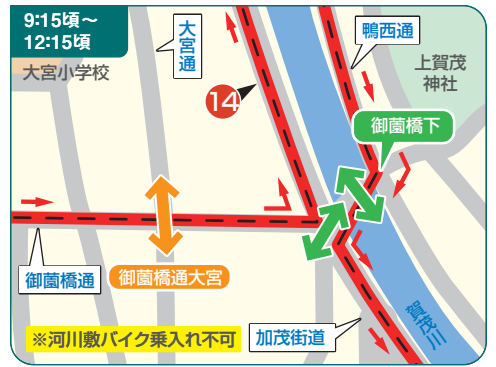 9:15頃～
12:15頃
大宮小学校
大宮通
鴨西通
上賀茂
神社
14
御薗橋下
御薗橋通
御薗橋通大宮
賀茂川
※河川敷バイク乗入れ不可
加茂街道